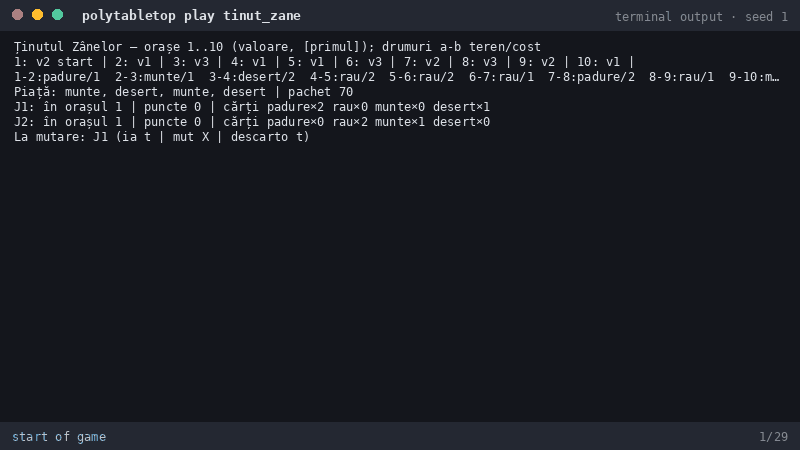 polytabletop play tinut_zane
terminal output · seed 1
Ținutul Zânelor — orașe 1..10 (valoare, [primul]); drumuri a-b teren/cost
1: v2 start | 2: v1 | 3: v3 | 4: v1 | 5: v1 | 6: v3 | 7: v2 | 8: v3 | 9: v2 | 10: v1 |
1-2:padure/1  2-3:munte/1  3-4:desert/2  4-5:rau/2  5-6:rau/2  6-7:rau/1  7-8:padure/2  8-9:rau/1  9-10:m…
Piață: munte, desert, munte, desert | pachet 70
J1: în orașul 1 | puncte 0 | cărți padure×2 rau×0 munte×0 desert×1
J2: în orașul 1 | puncte 0 | cărți padure×0 rau×2 munte×1 desert×0
La mutare: J1 (ia t | mut X | descarto t)
start of game
1/29